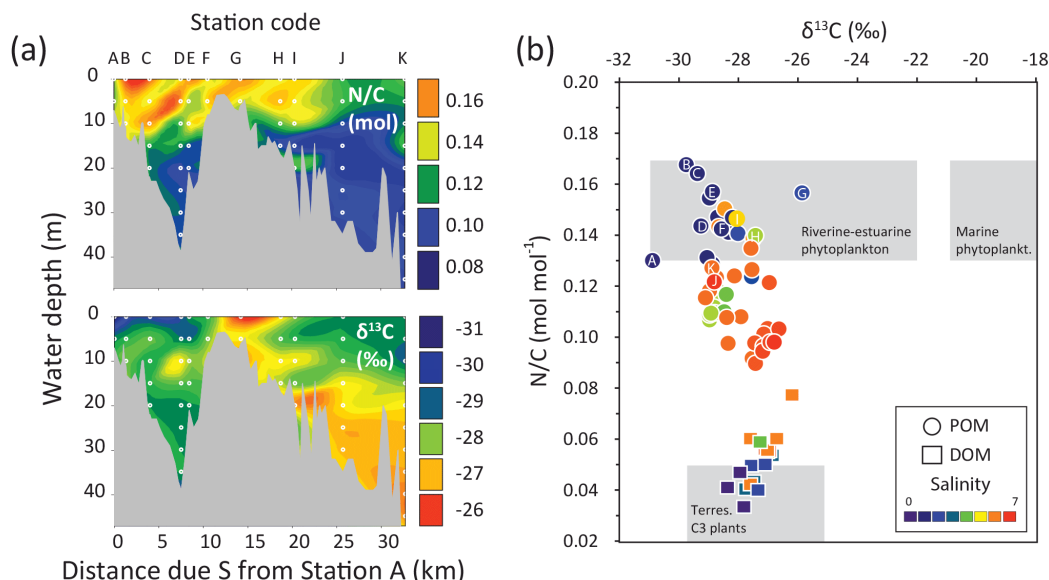 (a)
Station code
A B C D E F G H I J K
0
10
20
30
40
Water depth (m)
N/C
(mol)
0.16
0.14
0.12
0.10
0.08
0
10
20
30
40
δ13C
(‰)
-31
-30
-29
-28
-27
-26
0 5 10 15 20 25 30
Distance due S from Station A (km)
(b)
δ13C (‰)
-32 -30 -28 -26 -24 -22 -20 -18
0.20
0.18
0.16
0.14
0.12
0.10
0.08
0.06
0.04
0.02
N/C (mol mol-1)
B
C
E
G
D
F
I
H
A
K
J
Riverine-estuarine
phytoplankton
Marine
phytoplankt.
Terres.
C3 plants
POM
DOM
Salinity
0 7